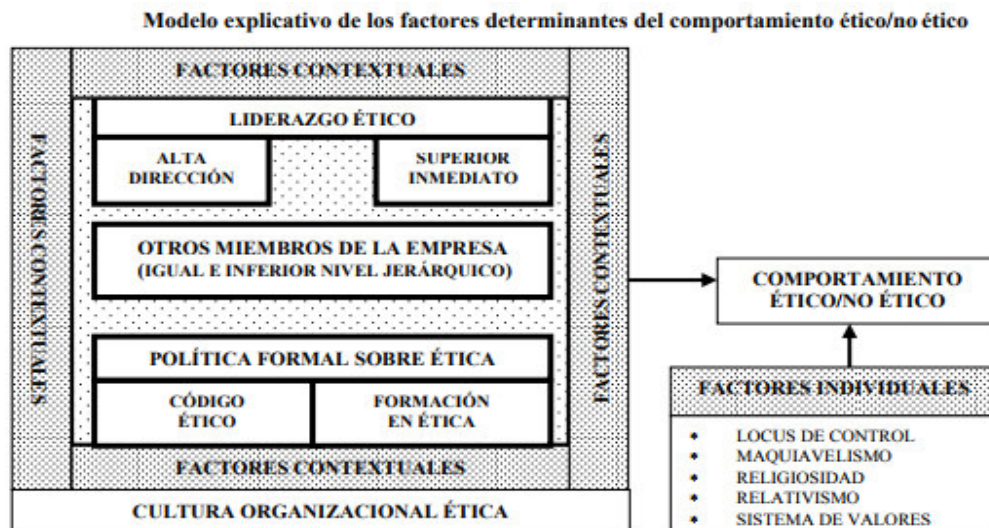 Modelo explicativo de los factores determinantes del comportamiento ético/no ético
FACTORES CONTEXTUALES
FACTORES CONTEXTUALES
LIDERAZGO ÉTICO
ALTA
DIRECCIÓN
SUPERIOR
INMEDIATO
OTROS MIEMBROS DE LA EMPRESA
(IGUAL E INFERIOR NIVEL JERÁRQUICO)
POLÍTICA FORMAL SOBRE ÉTICA
CÓDIGO
ÉTICO
FORMACIÓN
EN ÉTICA
FACTORES CONTEXTUALES
FACTORES CONTEXTUALES
CULTURA ORGANIZACIONAL ÉTICA
COMPORTAMIENTO
ÉTICO/NO ÉTICO
FACTORES INDIVIDUALES
* LOCUS DE CONTROL
* MAQUIAVELISMO
* RELIGIOSIDAD
* RELATIVISMO
* SISTEMA DE VALORES